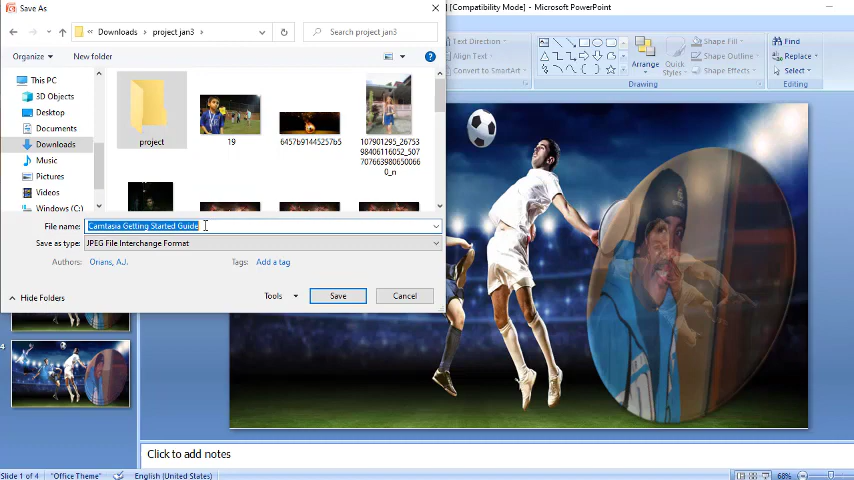 Save As
[Compatibility Mode] - Microsoft PowerPoint
Downloads
project jan3
Search project jan3
Organize
New folder
This PC
3D Objects
Desktop
Documents
Downloads
Music
Pictures
Videos
Windows (C:)
project
19
6457b91445257b5
107901295_26753
98406116052_507
707663980650066
0_n
File name:
Camtasia Getting Started Guide
Save as type:
JPEG File Interchange Format
Authors:
Orians, AJ.
Tags:
Add a tag
Hide Folders
Tools
Save
Cancel
Text Direction
Align Text
Convert to SmartArt
Arrange
Quick
Styles
Shape Fill
Shape Outline
Shape Effects
Drawing
Find
Replace
Select
Editing
4
Click to add notes
Slide 1 of 4
"Office Theme"
English (United States)
68%